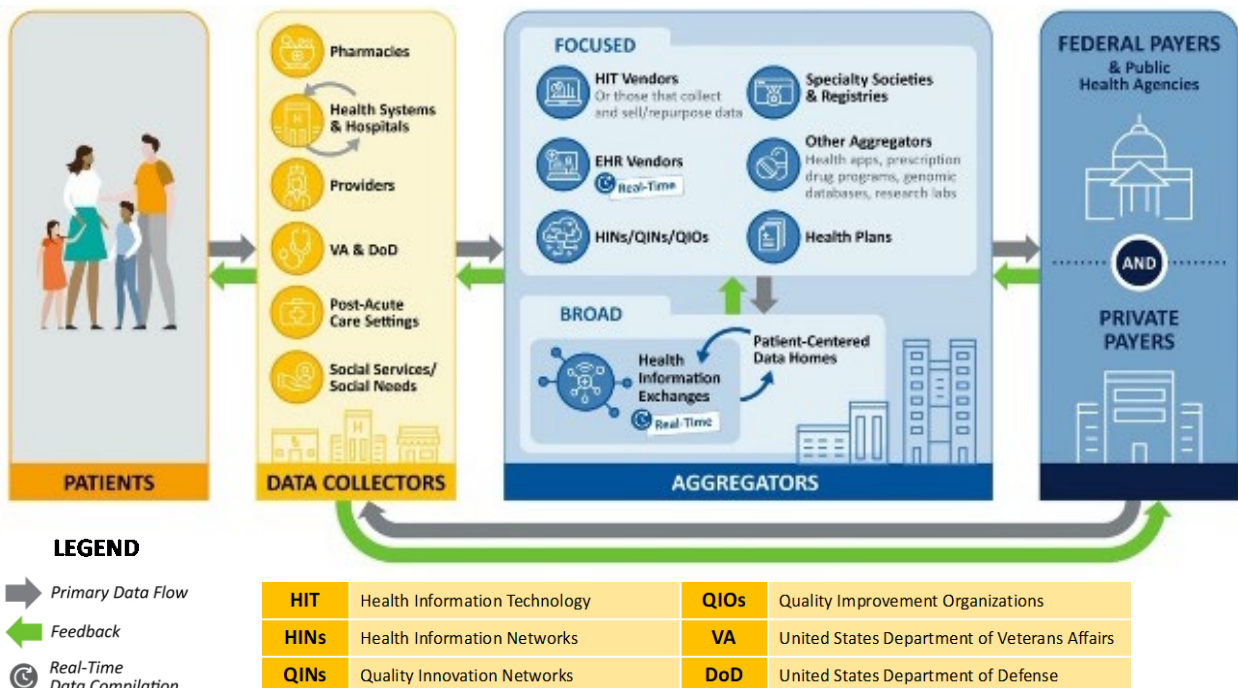 PATIENTS
Pharmacies
Health Systems
& Hospitals
Providers
VA & DoD
Post-Acute
Care Settings
Social Services/
Social Needs
DATA COLLECTORS
FOCUSED
HIT Vendors
Or those that collect
and sell/repurpose data
EHR Vendors
Real-Time
HINs/QINs/QIOs
Specialty Societies
& Registries
Other Aggregators
Health apps, prescription
drug programs, genomic
databases, research labs
Health Plans
BROAD
Health
Information
Exchanges
Real-Time
Patient-Centered
Data Homes
AGGREGATORS
FEDERAL PAYERS
& Public
Health Agencies
AND
PRIVATE
PAYERS
LEGEND
Primary Data Flow
Feedback
Real-Time
Data Compilation
HIT Health Information Technology QIOs Quality Improvement Organizations
HINs Health Information Networks VA United States Department of Veterans Affairs
QINs Quality Innovation Networks DoD United States Department of Defense